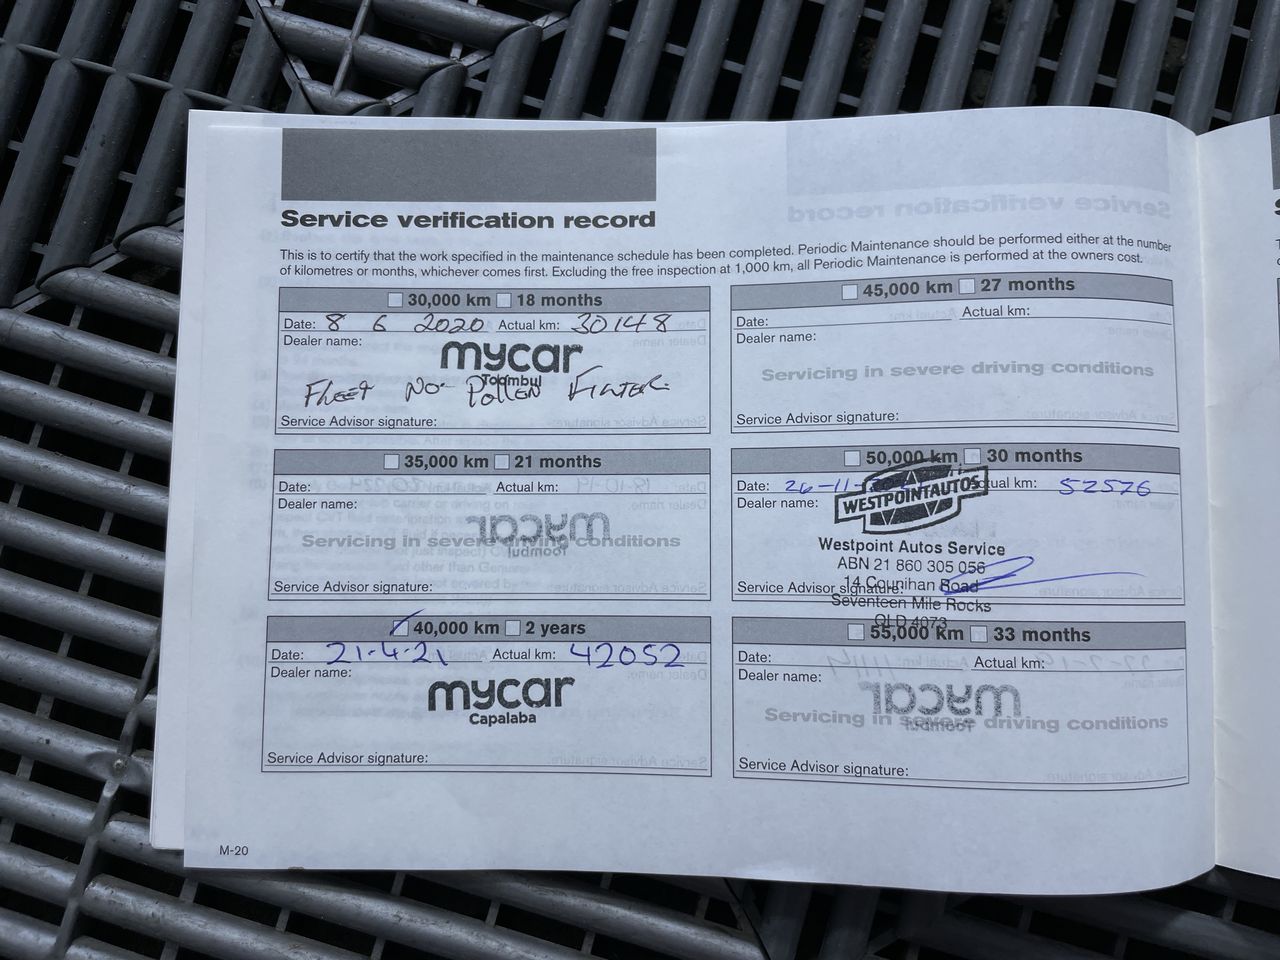 Service verification record
This is to certify that the work specified in the maintenance schedule has been completed. Periodic Maintenance should be performed either at the number
of kilometres or months, whichever comes first. Excluding the free inspection at 1,000 km, all Periodic Maintenance is performed at the owners cost.
30,000 km 18 months
Date: 8 6 2020 Actual km: 30148
Dealer name:
mycar
Toombul
Fleet No Pollen Filter.
Service Advisor signature:
35,000 km 21 months
Date: Actual km:
Dealer name:
Servicing in severe driving conditions
Service Advisor signature:
40,000 km 2 years
Date: 21.4.21 Actual km: 42052
Dealer name:
mycar
Capalaba
Service Advisor signature:
45,000 km 27 months
Date: Actual km:
Dealer name:
Servicing in severe driving conditions
Service Advisor signature:
50,000 km 30 months
Date: 26-11- Actual km: 52576
Dealer name:
WESTPOINTAUTOS
Westpoint Autos Service
ABN 21 860 305 056
14 Counihan Road
Service Advisor signature:
Seventeen Mile Rocks
QLD 4073
55,000 km 33 months
Date: Actual km:
Dealer name:
Servicing in severe driving conditions
Service Advisor signature:
M-20